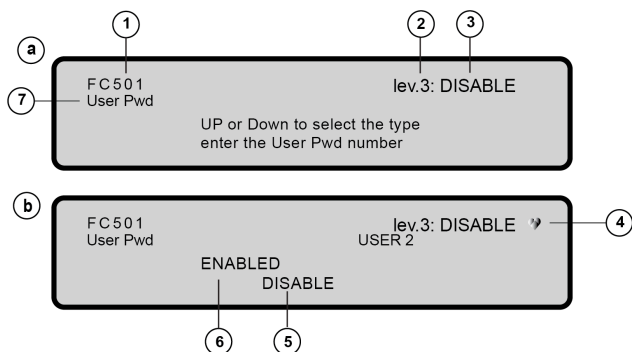 1
2
3
a
FC501
lev.3: DISABLE
7
User Pwd
UP or Down to select the type
enter the User Pwd number
b
FC501
lev.3: DISABLE
4
User Pwd
USER 2
ENABLED
DISABLE
6
5